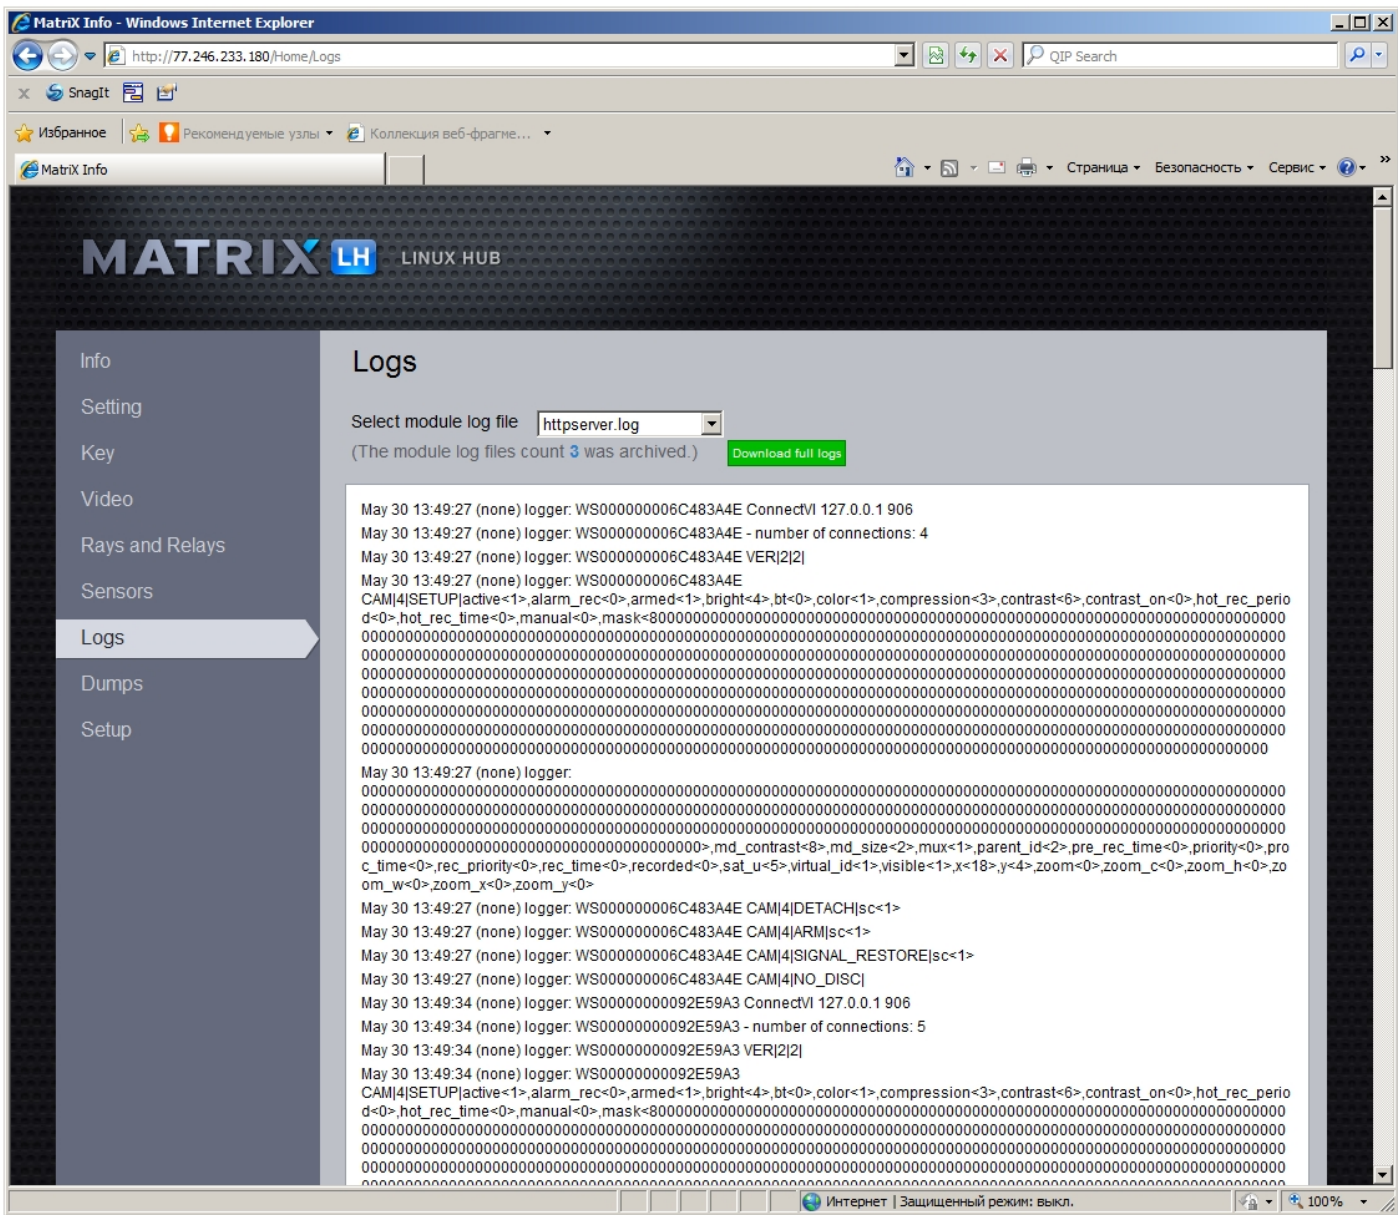 MatriX Info - Windows Internet Explorer
http://77.246.233.180/Home/Logs
QIP Search
x SnagIt
Избранное Рекомендуемые узлы Коллекция веб-фрагме...
MatriX Info
Страница Безопасность Сервис »
MATRIX LH LINUX HUB
Info
Setting
Key
Video
Rays and Relays
Sensors
Logs
Dumps
Setup
Logs
Select module log file httpserver.log
(The module log files count 3 was archived.) Download full logs
May 30 13:49:27 (none) logger: WS000000006C483A4E ConnectVI 127.0.0.1 906
May 30 13:49:27 (none) logger: WS000000006C483A4E - number of connections: 4
May 30 13:49:27 (none) logger: WS000000006C483A4E VER|2|2|
May 30 13:49:27 (none) logger: WS000000006C483A4E
CAM|4|SETUP|active<1>,alarm_rec<0>,armed<1>,bright<4>,bt<0>,color<1>,compression<3>,contrast<6>,contrast_on<0>,hot_rec_perio
d<0>,hot_rec_time<0>,manual<0>,
May 30 13:49:27 (none) logger:
,md_contrast<8>,md_size<2>,mux<1>,parent_id<2>,pre_rec_time<0>,priority<0>,pro
c_time<0>,rec_priority<0>,rec_time<0>,recorded<0>,sat_u<5>,virtual_id<1>,visible<1>,x<18>,y<4>,zoom<0>,zoom_c<0>,zoom_h<0>,zo
om_w<0>,zoom_x<0>,zoom_y<0>
May 30 13:49:27 (none) logger: WS000000006C483A4E CAM|4|DETACH|sc<1>
May 30 13:49:27 (none) logger: WS000000006C483A4E CAM|4|ARM|sc<1>
May 30 13:49:27 (none) logger: WS000000006C483A4E CAM|4|SIGNAL_RESTORE|sc<1>
May 30 13:49:27 (none) logger: WS000000006C483A4E CAM|4|NO_DISC|
May 30 13:49:34 (none) logger: WS00000000092E59A3 ConnectVI 127.0.0.1 906
May 30 13:49:34 (none) logger: WS00000000092E59A3 - number of connections: 5
May 30 13:49:34 (none) logger: WS00000000092E59A3 VER|2|2|
May 30 13:49:34 (none) logger: WS00000000092E59A3
CAM|4|SETUP|active<1>,alarm_rec<0>,armed<1>,bright<4>,bt<0>,color<1>,compression<3>,contrast<6>,contrast_on<0>,hot_rec_perio
d<0>,hot_rec_time<0>,manual<0>,
Интернет | Защищенный режим: выкл. 100%